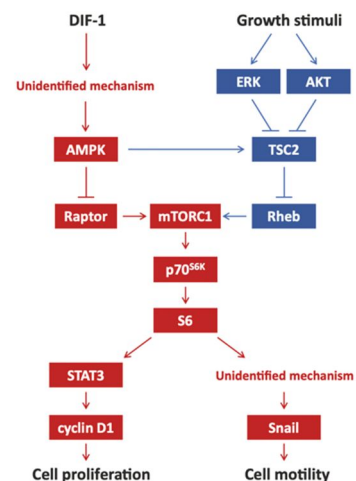 DIF-1 Growth stimuli
Unidentified mechanism ERK AKT
AMPK TSC2
Raptor mTORC1 Rheb
p70S6K
S6
STAT3 Unidentified mechanism
cyclin D1 Snail
Cell proliferation Cell motility